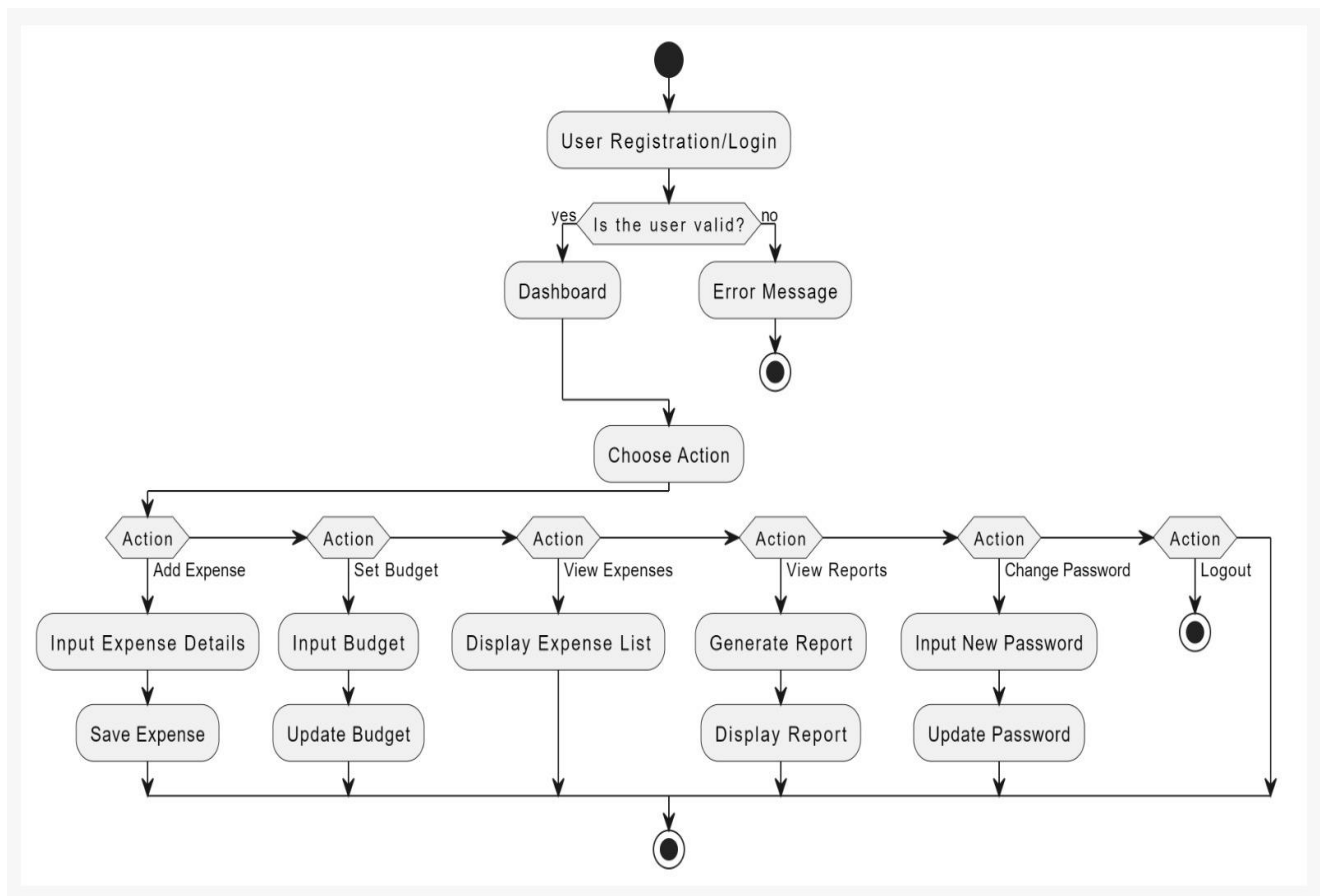 User Registration/Login
yes
Is the user valid?
no
Dashboard
Error Message
Choose Action
Action
Action
Action
Action
Action
Action
Add Expense
Set Budget
View Expenses
View Reports
Change Password
Logout
Input Expense Details
Input Budget
Display Expense List
Generate Report
Input New Password
Save Expense
Update Budget
Display Report
Update Password